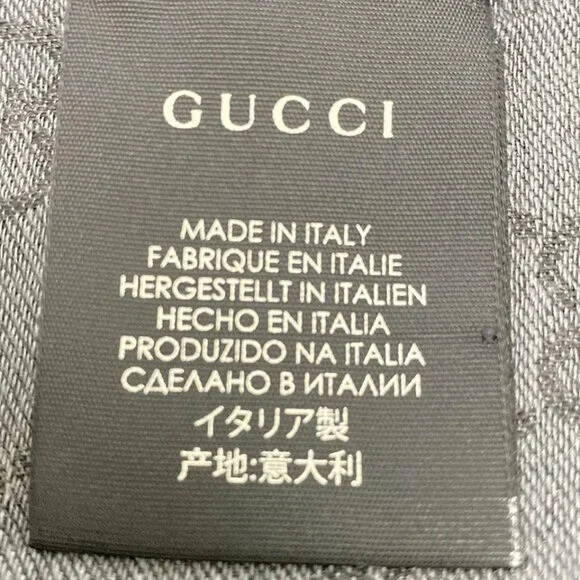 GUCCI
MADE IN ITALY
FABRIQUE EN ITALIE
HERGESTELLT IN ITALIEN
HECHO EN ITALIA
PRODUZIDO NA ITALIA
СДЕЛАНО В ИТАЛИИ
イタリア製
产地:意大利